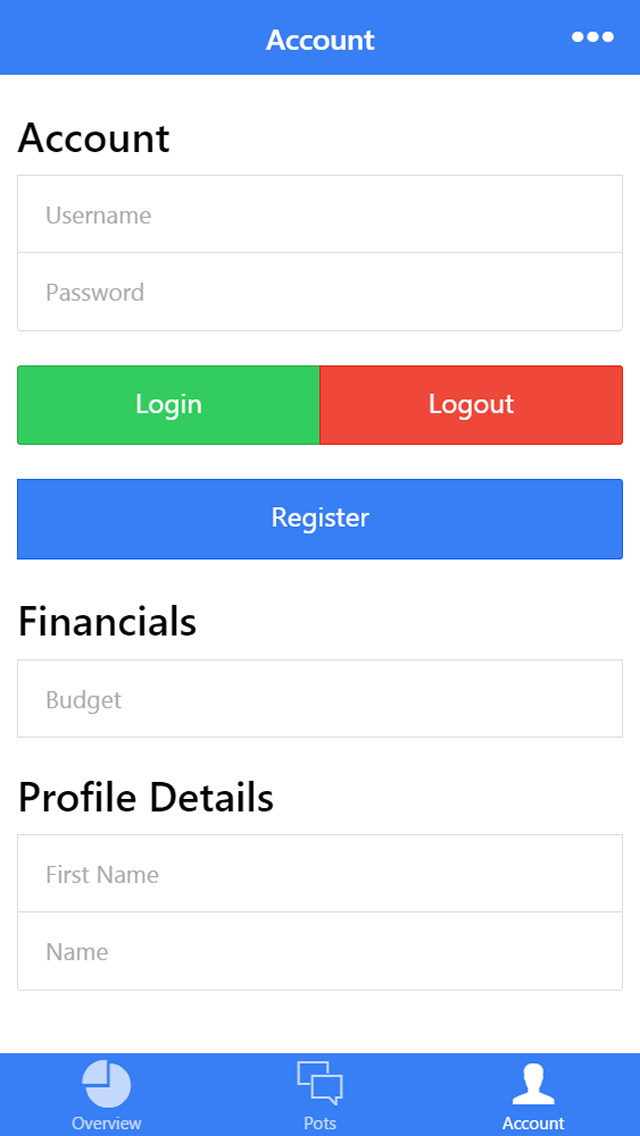 Account
Account
Username
Password
Login Logout
Register
Financials
Budget
Profile Details
First Name
Name
Overview Pots Account